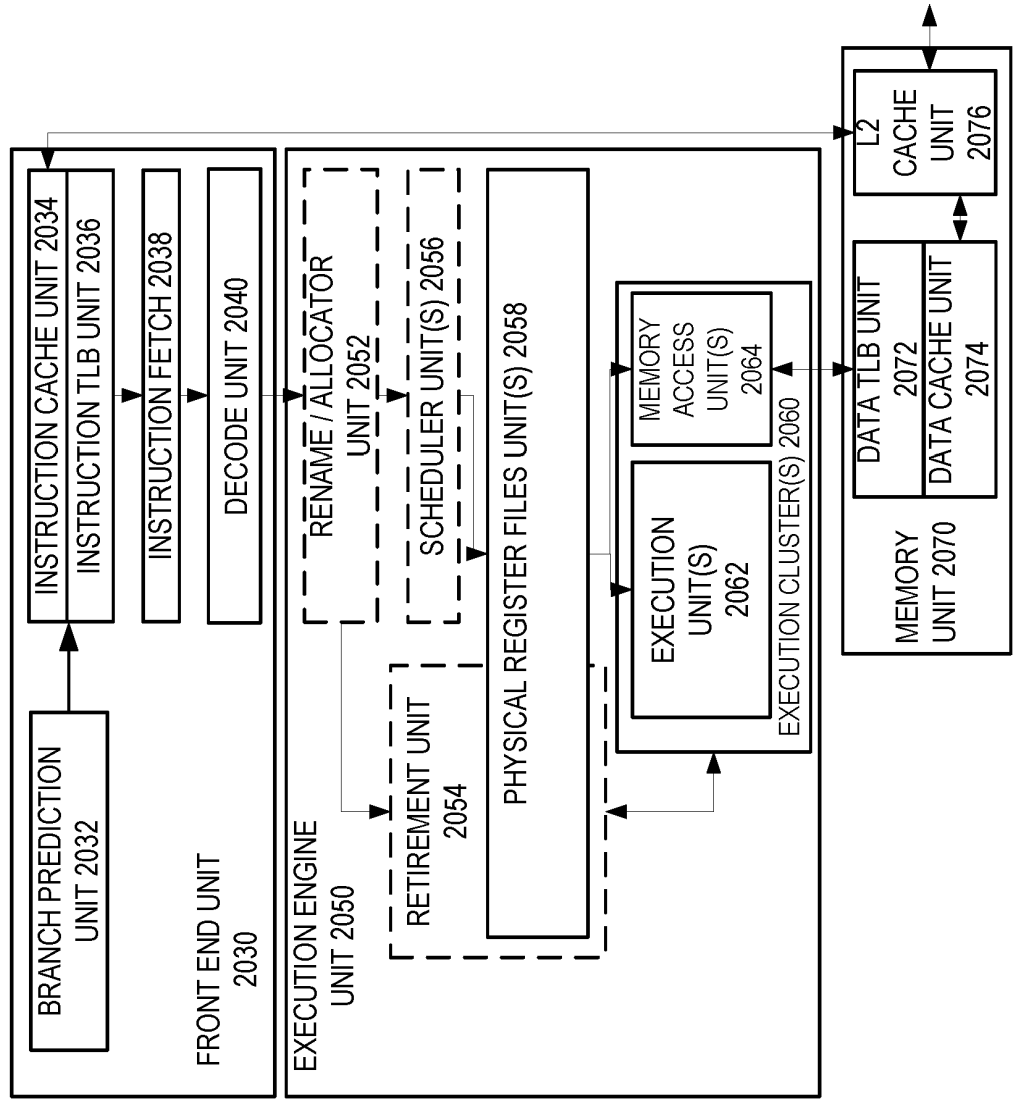 BRANCH PREDICTION
UNIT 2032
INSTRUCTION CACHE UNIT 2034
INSTRUCTION TLB UNIT 2036
INSTRUCTION FETCH 2038
DECODE UNIT 2040
FRONT END UNIT
2030
EXECUTION ENGINE
UNIT 2050
RENAME / ALLOCATOR
UNIT 2052
RETIREMENT UNIT
2054
SCHEDULER UNIT(S) 2056
PHYSICAL REGISTER FILES UNIT(S) 2058
EXECUTION
UNIT(S)
2062
MEMORY
ACCESS
UNIT(S)
2064
EXECUTION CLUSTER(S) 2060
MEMORY
UNIT 2070
DATA TLB UNIT
2072
DATA CACHE UNIT
2074
L2
CACHE
UNIT
2076